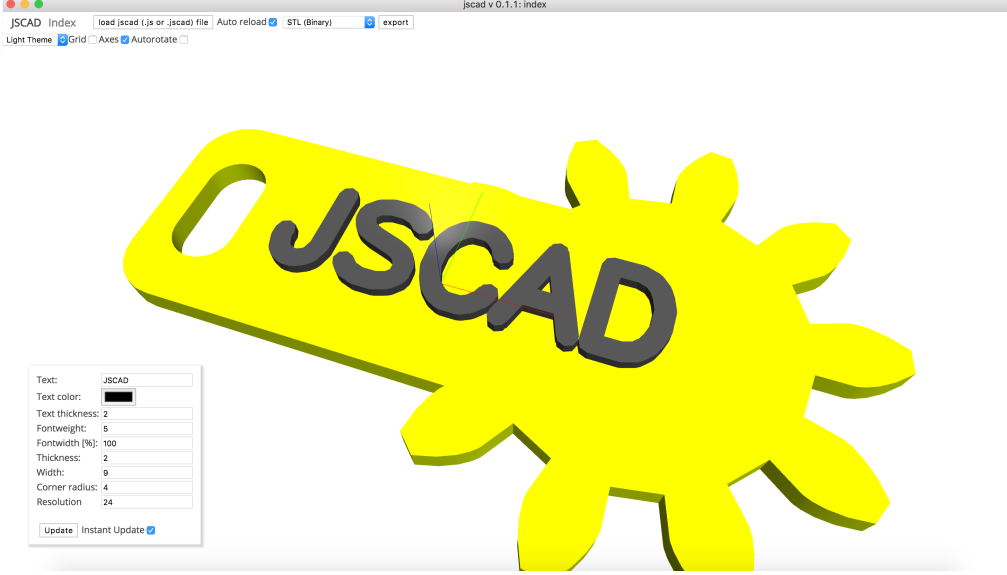 jscad v 0.1.1: index
JSCAD Index load jscad (.js or .jscad) file Auto reload STL (Binary) export
Light Theme Grid Axes Autorotate
JSCAD
Text: JSCAD
Text color:
Text thickness: 2
Fontweight: 5
Fontwidth [%]: 100
Thickness: 2
Width: 9
Corner radius: 4
Resolution 24
Update Instant Update